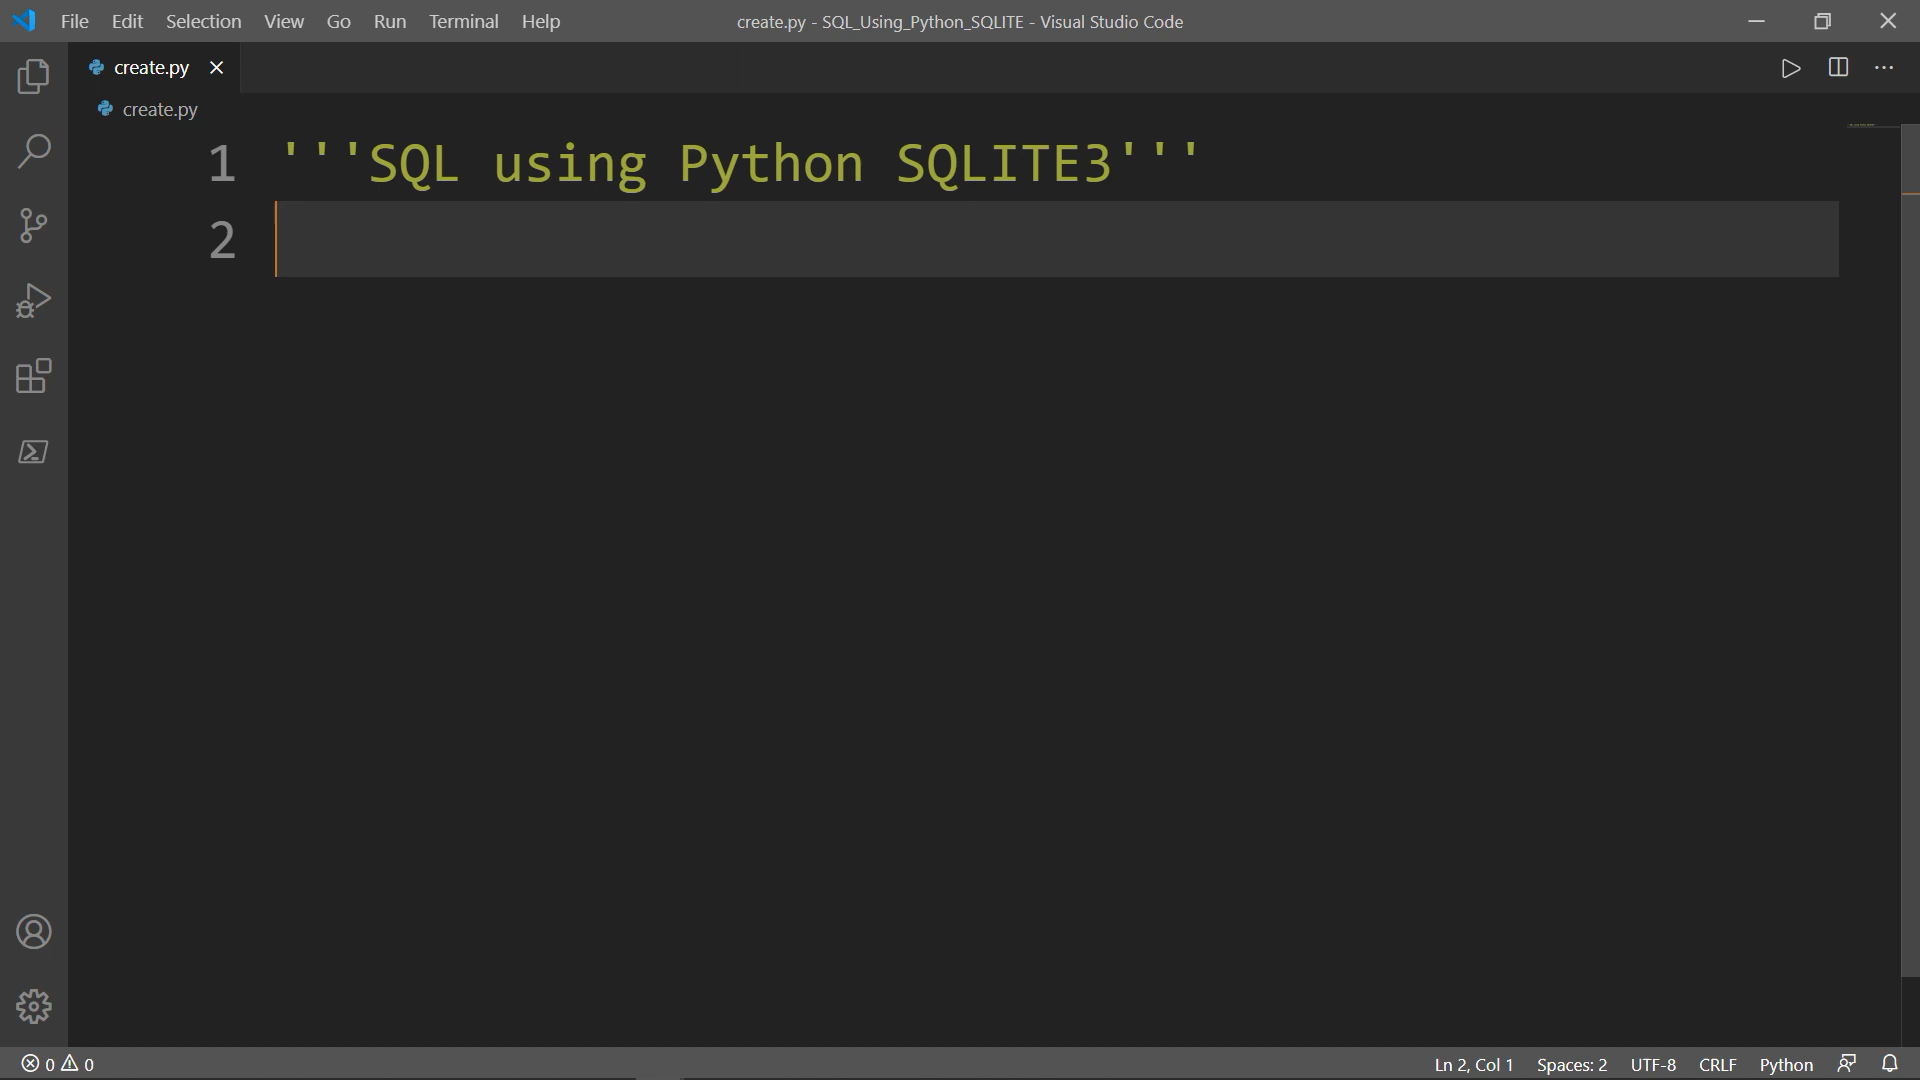 File Edit Selection View Go Run Terminal Help create.py - SQL_Using_Python_SQLITE - Visual Studio Code
create.py
create.py
1 '''SQL using Python SQLITE3'''
2
0 0 Ln 2, Col 1 Spaces: 2 UTF-8 CRLF Python